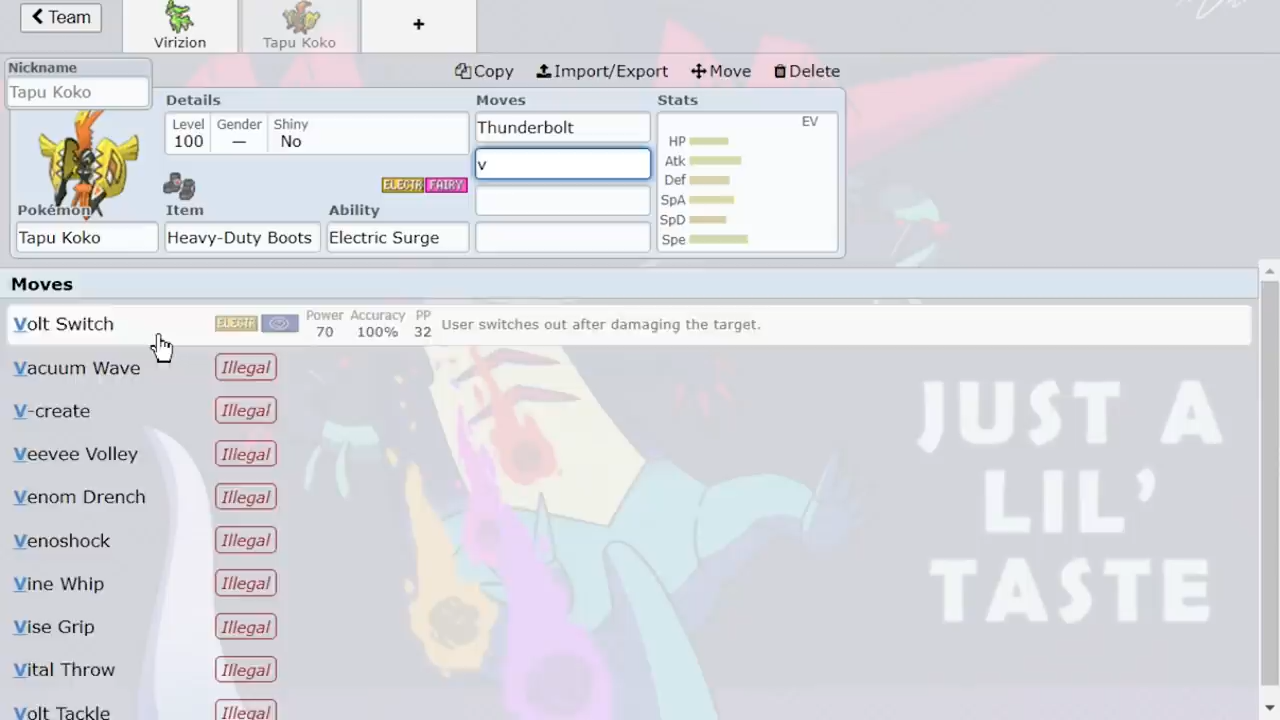 Team
Virizion
Tapu Koko
+
Nickname
Tapu Koko
Copy
Import/Export
Move
Delete
Details
Moves
Stats
Level
Gender
Shiny
100
—
No
Thunderbolt
v
EV
HP
Atk
Def
SpA
SpD
Spe
ELECTR FAIRY
Pokémon
Item
Ability
Tapu Koko
Heavy-Duty Boots
Electric Surge
Moves
Volt Switch ELECTR Power 70 Accuracy 100% PP 32 User switches out after damaging the target.
Vacuum Wave Illegal
V-create Illegal
Veevee Volley Illegal
Venom Drench Illegal
Venoshock Illegal
Vine Whip Illegal
Vise Grip Illegal
Vital Throw Illegal
Volt Tackle Illegal
JUST A
LIL'
TASTE